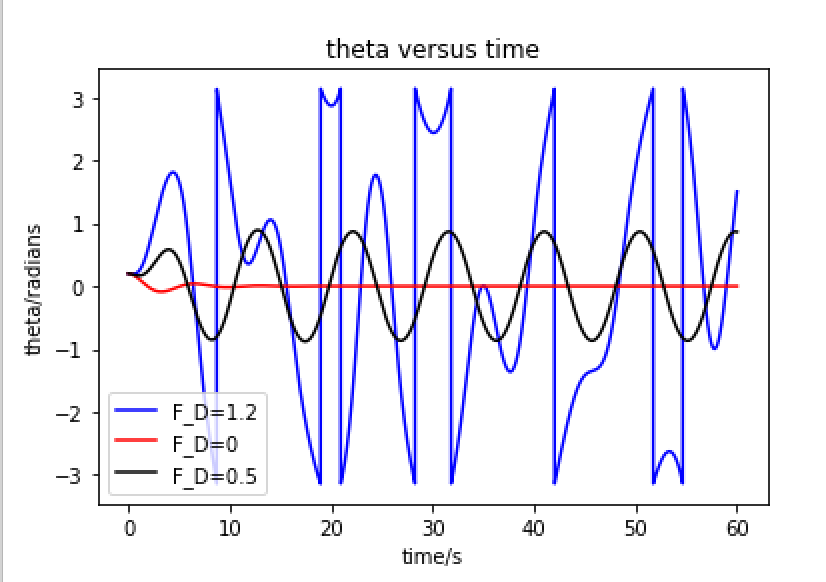 theta versus time
theta/radians
3
2
1
0
−1
−2
−3
F_D=1.2
F_D=0
F_D=0.5
0 10 20 30 40 50 60
time/s